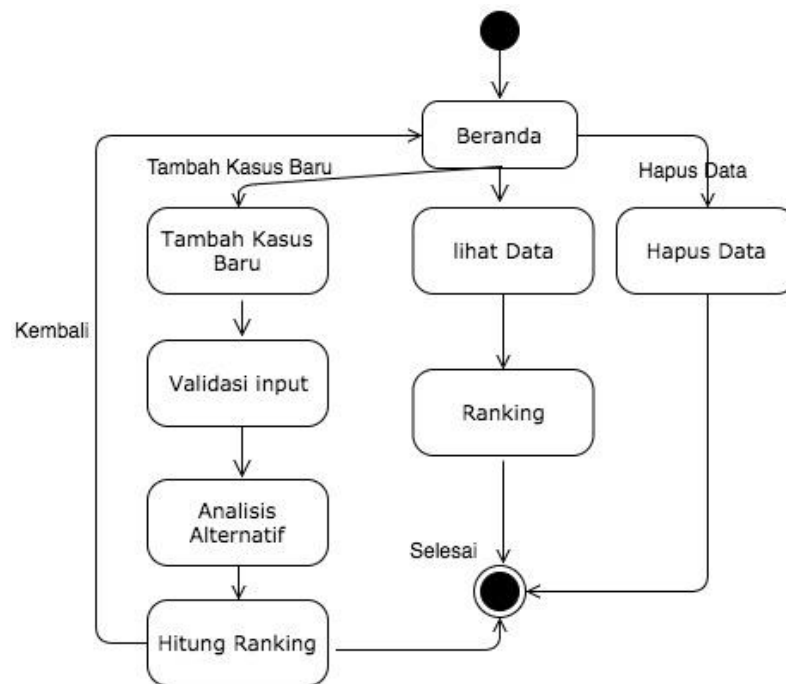 Beranda
Tambah Kasus Baru
Hapus Data
Tambah Kasus
Baru
lihat Data
Hapus Data
Kembali
Validasi input
Ranking
Analisis
Alternatif
Selesai
Hitung Ranking